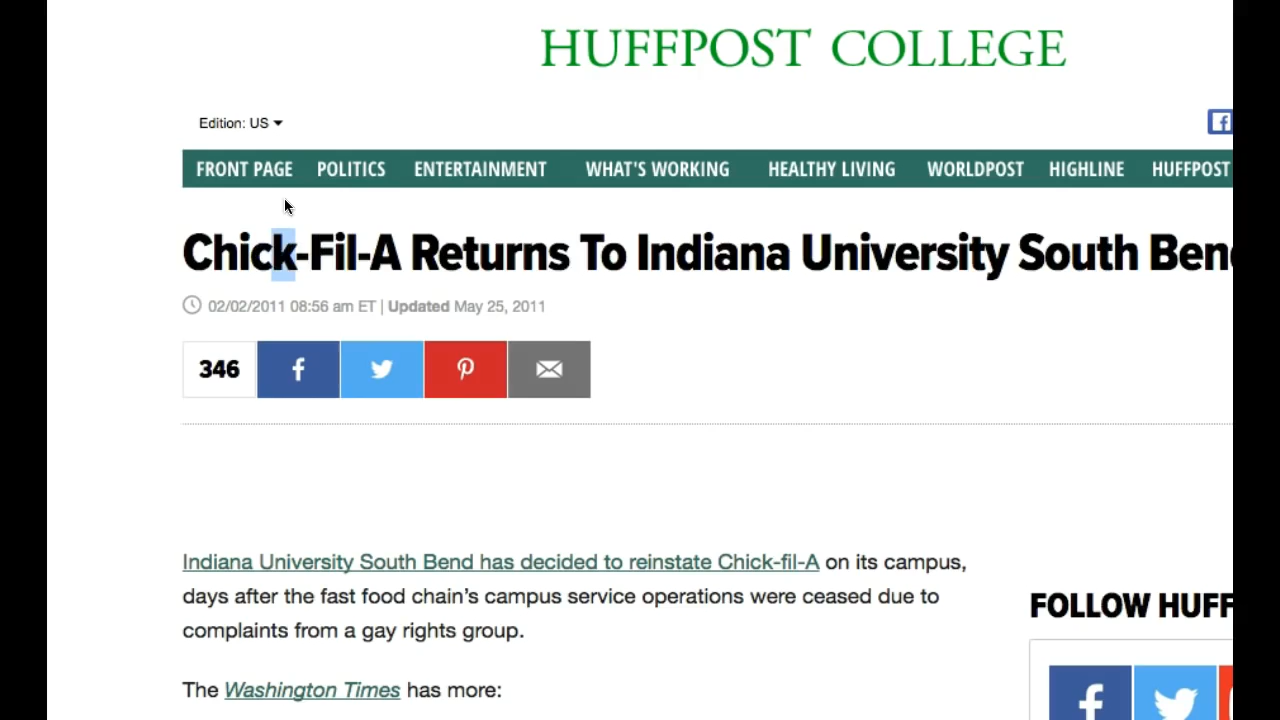 HUFFPOST COLLEGE
Edition: US
FRONT PAGE POLITICS ENTERTAINMENT WHAT'S WORKING HEALTHY LIVING WORLDPOST HIGHLINE HUFFPOST
Chick-Fil-A Returns To Indiana University South Ben
02/02/2011 08:56 am ET | Updated May 25, 2011
346
Indiana University South Bend has decided to reinstate Chick-fil-A on its campus,
days after the fast food chain's campus service operations were ceased due to
complaints from a gay rights group.
FOLLOW HUFF
The Washington Times has more: